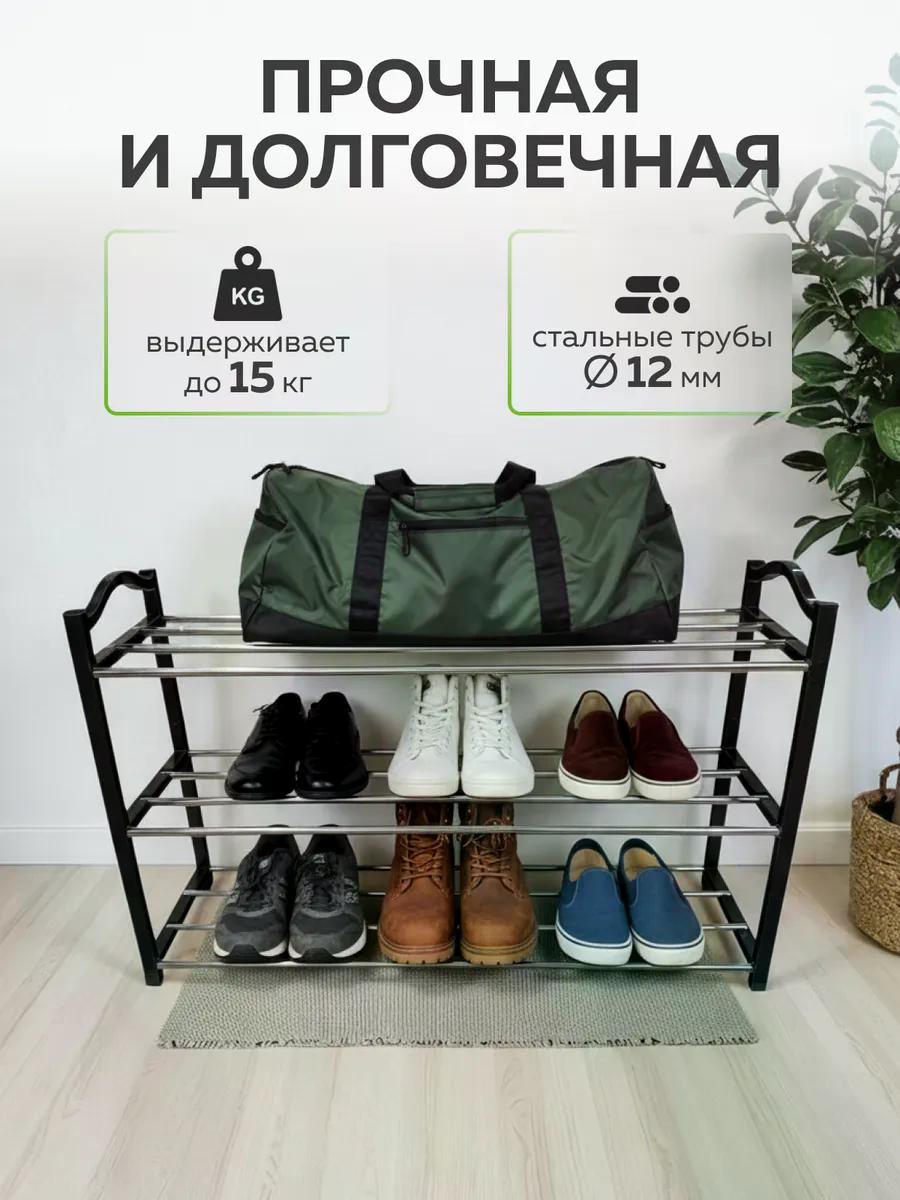 ПРОЧНАЯ
И ДОЛГОВЕЧНАЯ
KG
выдерживает
до 15 кг
стальные трубы
Ø 12 мм